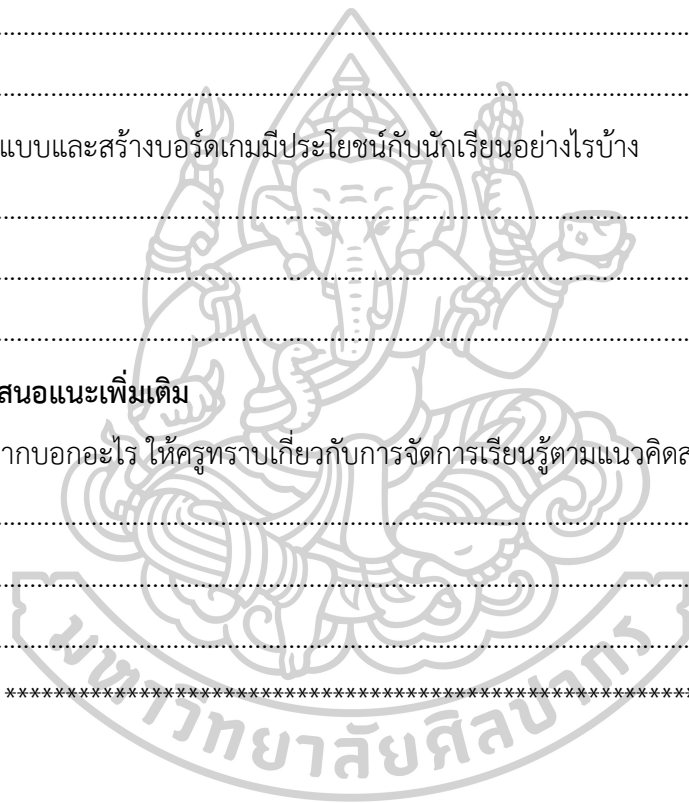 ................................................................................................
................................................................................................
แบบและสร้างบอร์ดเกมมีประโยชน์กับนักเรียนอย่างไรบ้าง
................................................................................................
................................................................................................
................................................................................................
สนอแนะเพิ่มเติม
ากบอกอะไร ให้ครูทราบเกี่ยวกับการจัดการเรียนรู้ตามแนวคิดส
................................................................................................
................................................................................................
................................................................................................
****************************************************************
มหาวิทยาลัยศิลปากร